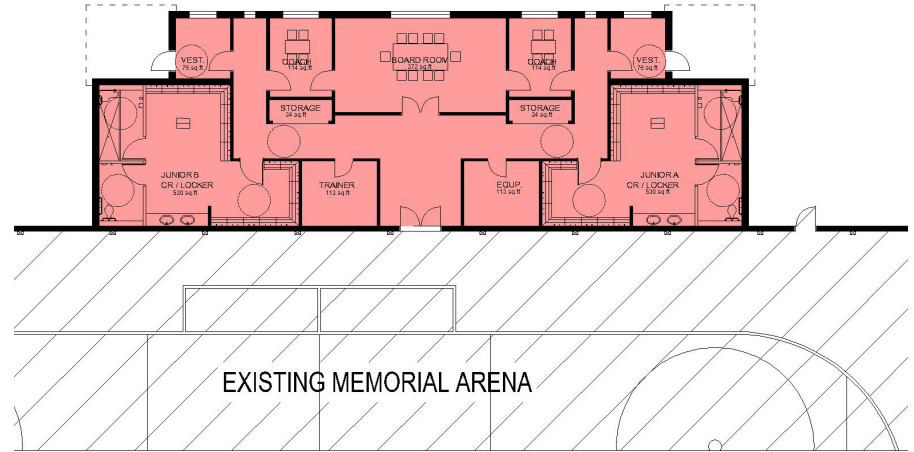 VEST.
76 sq.ft
COACH
114 sq.ft
BOARD ROOM
372 sq.ft
COACH
114 sq.ft
VEST.
76 sq.ft
STORAGE
34 sq.ft
STORAGE
34 sq.ft
JUNIOR B
CR / LOCKER
530 sq.ft
TRAINER
113 sq.ft
EQUP.
113 sq.ft
JUNIOR A
CR / LOCKER
530 sq.ft
EXISTING MEMORIAL ARENA